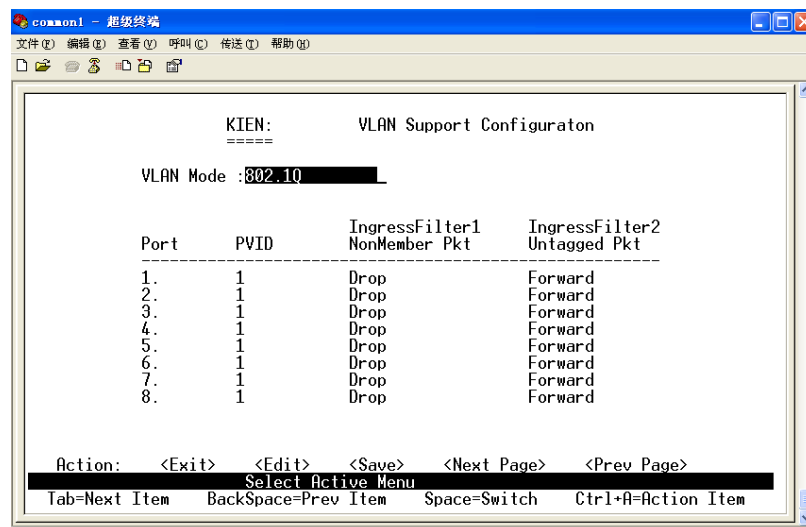 common1 - 超级终端
文件(F) 编辑(E) 查看(V) 呼叫(C) 传送(T) 帮助(H)
KIEN: VLAN Support Configuraton
=====
VLAN Mode :802.1Q _
IngressFilter1 IngressFilter2
Port PVID NonMember Pkt Untagged Pkt
-------------------------------------------------------
1. 1 Drop Forward
2. 1 Drop Forward
3. 1 Drop Forward
4. 1 Drop Forward
5. 1 Drop Forward
6. 1 Drop Forward
7. 1 Drop Forward
8. 1 Drop Forward
Action: <Exit> <Edit> <Save> <Next Page> <Prev Page>
Select Active Menu
Tab=Next Item BackSpace=Prev Item Space=Switch Ctrl+A=Action Item